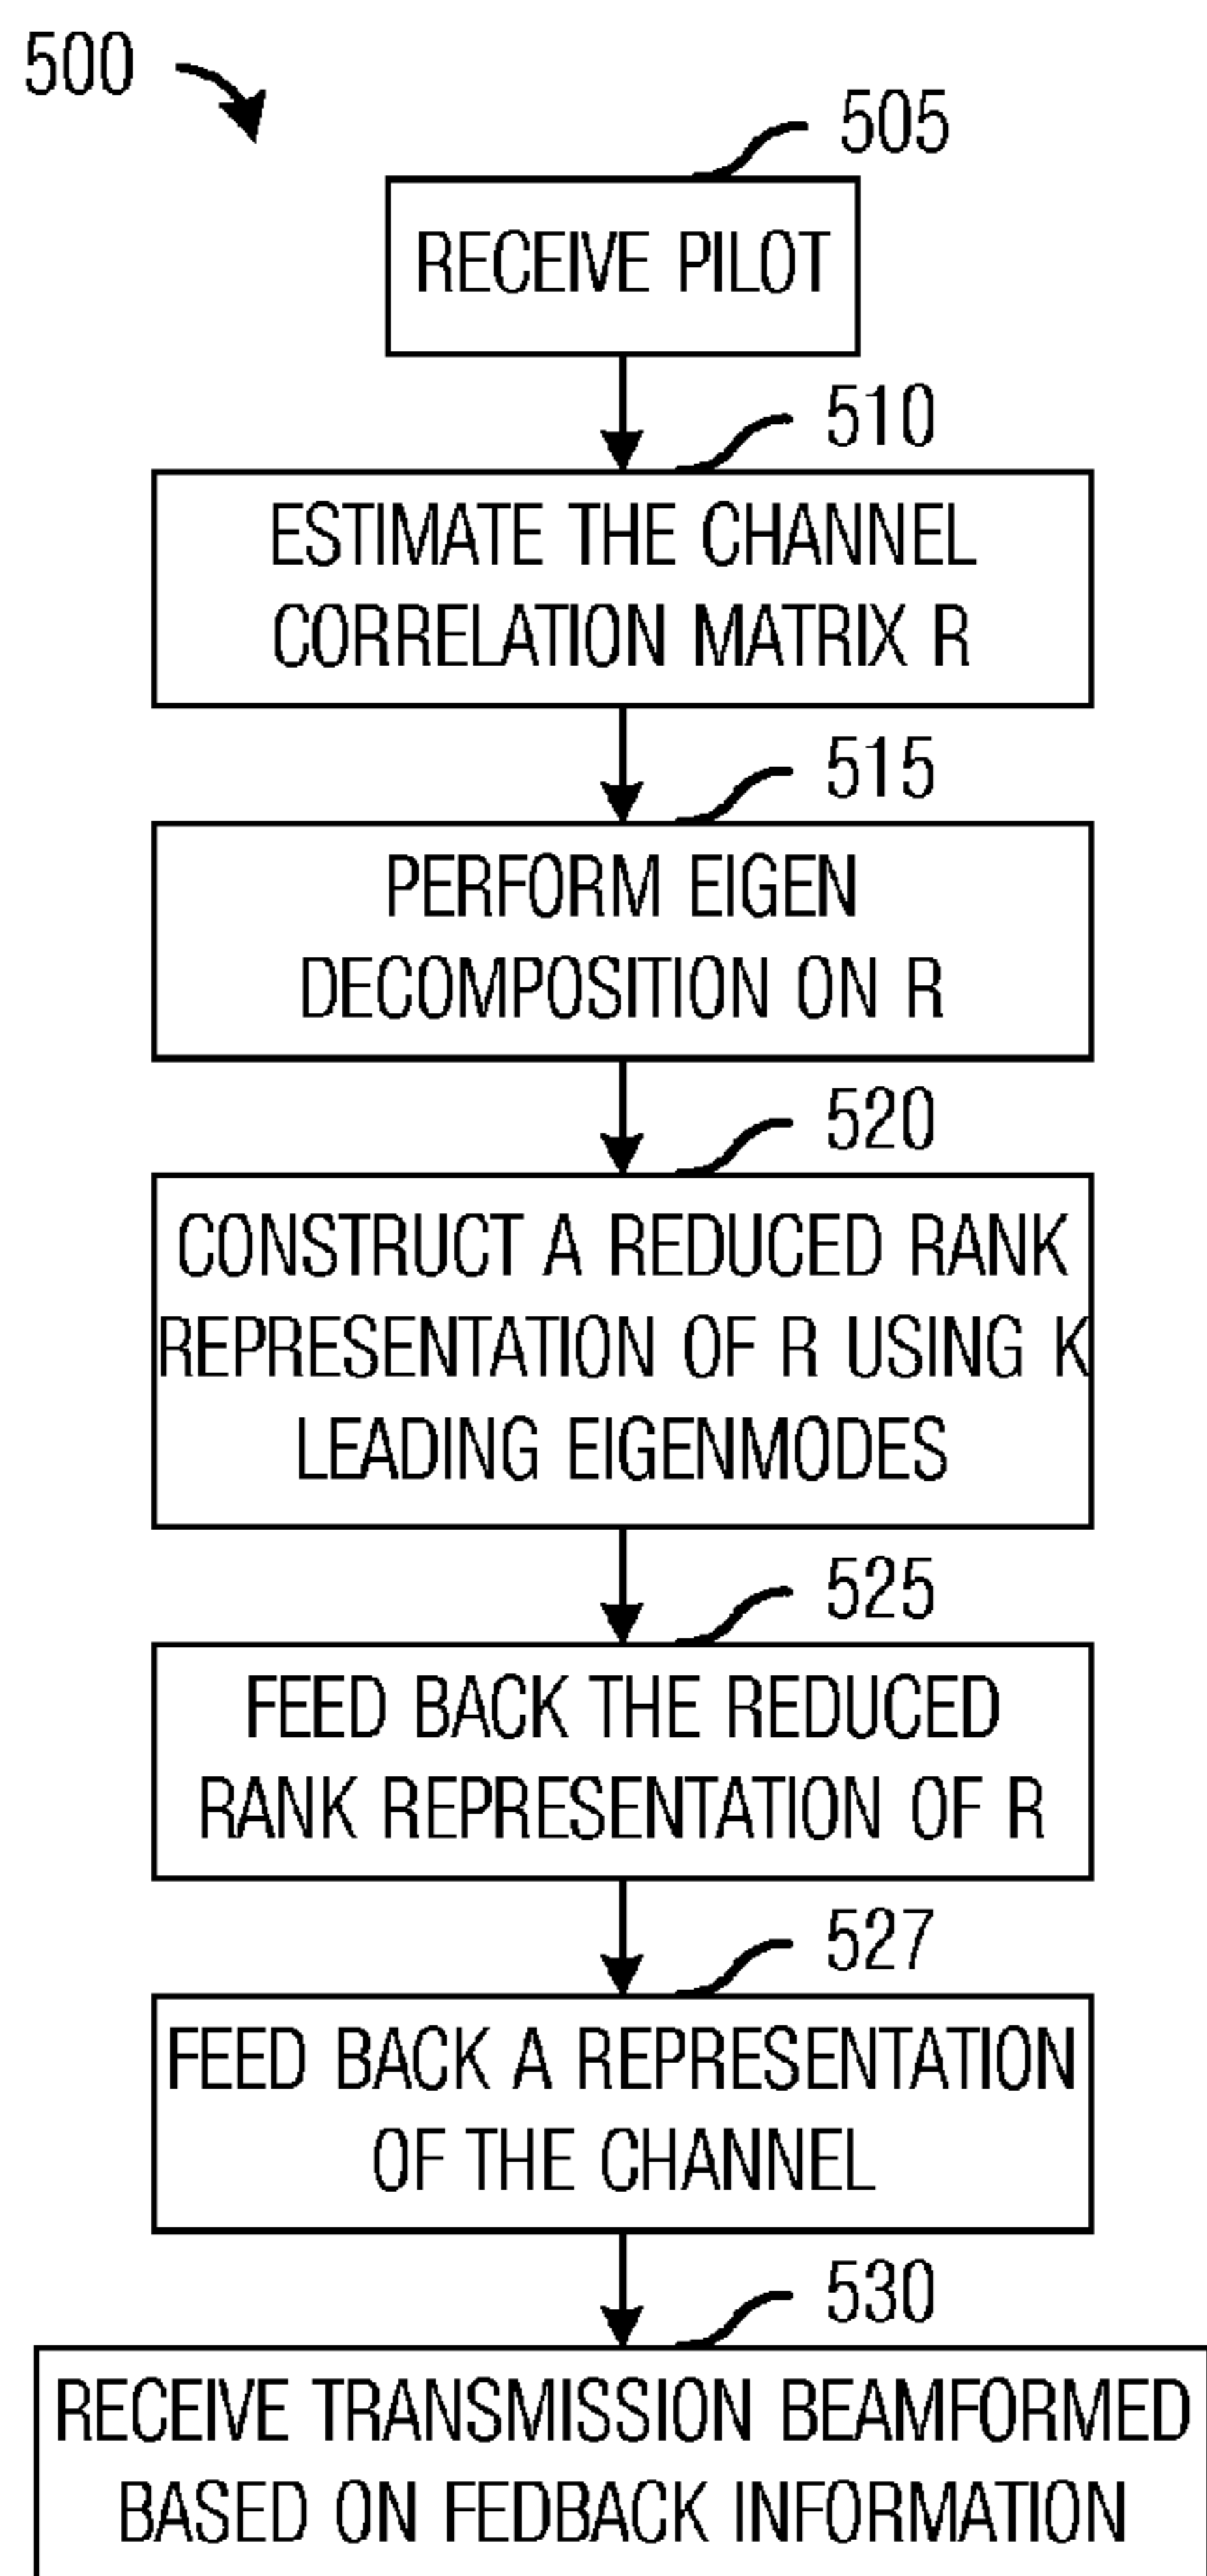 500
505
RECEIVE PILOT
510
ESTIMATE THE CHANNEL
CORRELATION MATRIX R
515
PERFORM EIGEN
DECOMPOSITION ON R
520
CONSTRUCT A REDUCED RANK
REPRESENTATION OF R USING K
LEADING EIGENMODES
525
FEED BACK THE REDUCED
RANK REPRESENTATION OF R
527
FEED BACK A REPRESENTATION
OF THE CHANNEL
530
RECEIVE TRANSMISSION BEAMFORMED
BASED ON FEDBACK INFORMATION